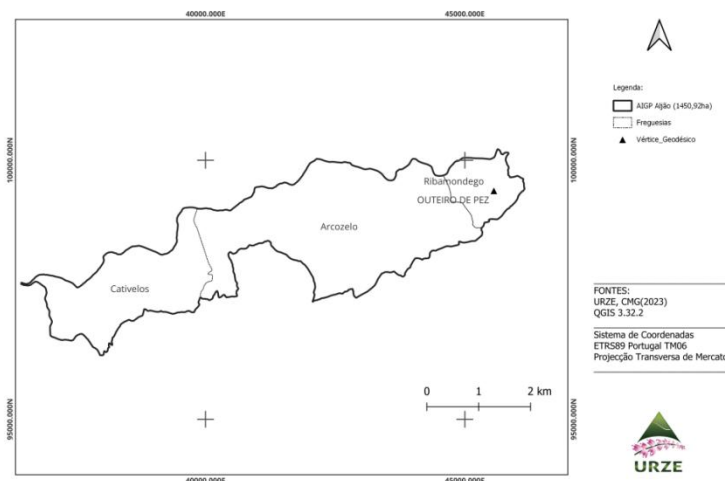 40000.000E
45000.000E
100000.000N
100000.000N
Legenda:
AIGP Aljão (1450,92ha)
Freguesias
Vértice_Geodésico
Ribamondego
OUTEIRO DE PEZ
Arcozelo
Cativelos
FONTES:
URZE, CMG(2023)
QGIS 3.32.2
Sistema de Coordenadas
ETRS89 Portugal TM06
Projecção Transversa de Mercato
0 1 2 km
95000.000N
95000.000N
URZE
40000.000E
45000.000E